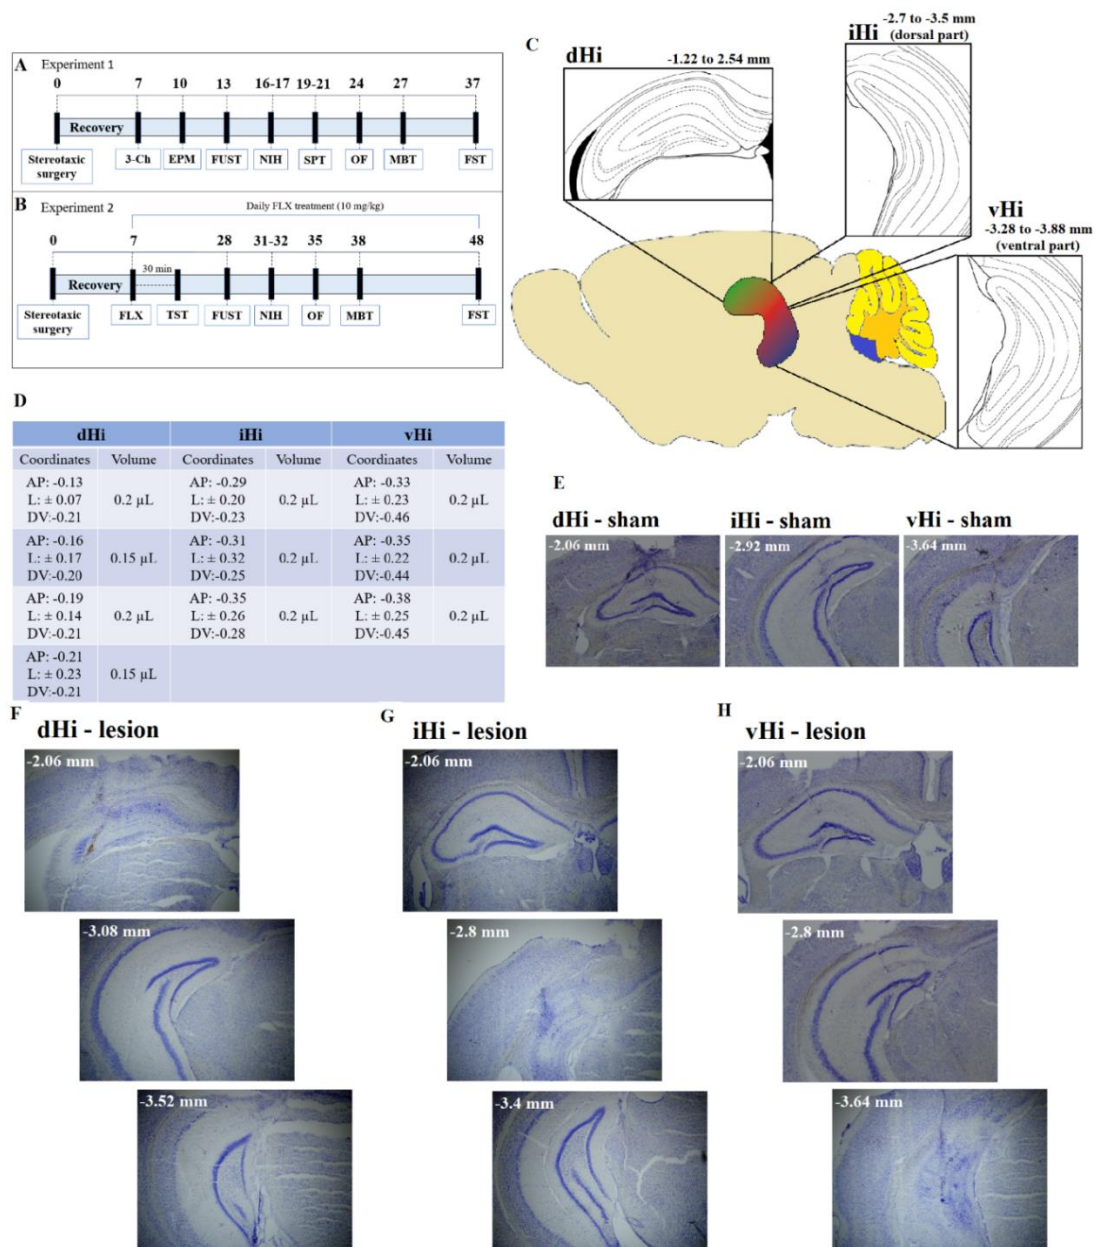 A Experiment 1
0 7 10 13 16-17 19-21 24 27 37
Recovery
Stereotaxic
surgery
3-Ch EPM FUST NIH SPT OF MBT FST
B Experiment 2
Daily FLX treatment (10 mg/kg)
0 7 28 31-32 35 38 48
30 min
Recovery
Stereotaxic
surgery
FLX TST FUST NIH OF MBT FST
C
dHi
-1.22 to 2.54 mm
iHi
-2.7 to -3.5 mm
(dorsal part)
vHi
-3.28 to -3.88 mm
(ventral part)
D
dHi iHi vHi
Coordinates Volume Coordinates Volume Coordinates Volume
AP: -0.13 AP: -0.29 AP: -0.33
L: ± 0.07 0.2 µL L: ± 0.20 0.2 µL L: ± 0.23 0.2 µL
DV:-0.21 DV:-0.23 DV:-0.46
AP: -0.16 AP: -0.31 AP: -0.35
L: ± 0.17 0.15 µL L: ± 0.32 0.2 µL L: ± 0.22 0.2 µL
DV:-0.20 DV:-0.25 DV:-0.44
AP: -0.19 AP: -0.35 AP: -0.38
L: ± 0.14 0.2 µL L: ± 0.26 0.2 µL L: ± 0.25 0.2 µL
DV:-0.21 DV:-0.28 DV:-0.45
AP: -0.21
L: ± 0.23 0.15 µL
DV:-0.21
E
dHi - sham iHi - sham vHi - sham
-2.06 mm -2.92 mm -3.64 mm
F
dHi - lesion
-2.06 mm
-3.08 mm
-3.52 mm
G
iHi - lesion
-2.06 mm
-2.8 mm
-3.4 mm
H
vHi - lesion
-2.06 mm
-2.8 mm
-3.64 mm